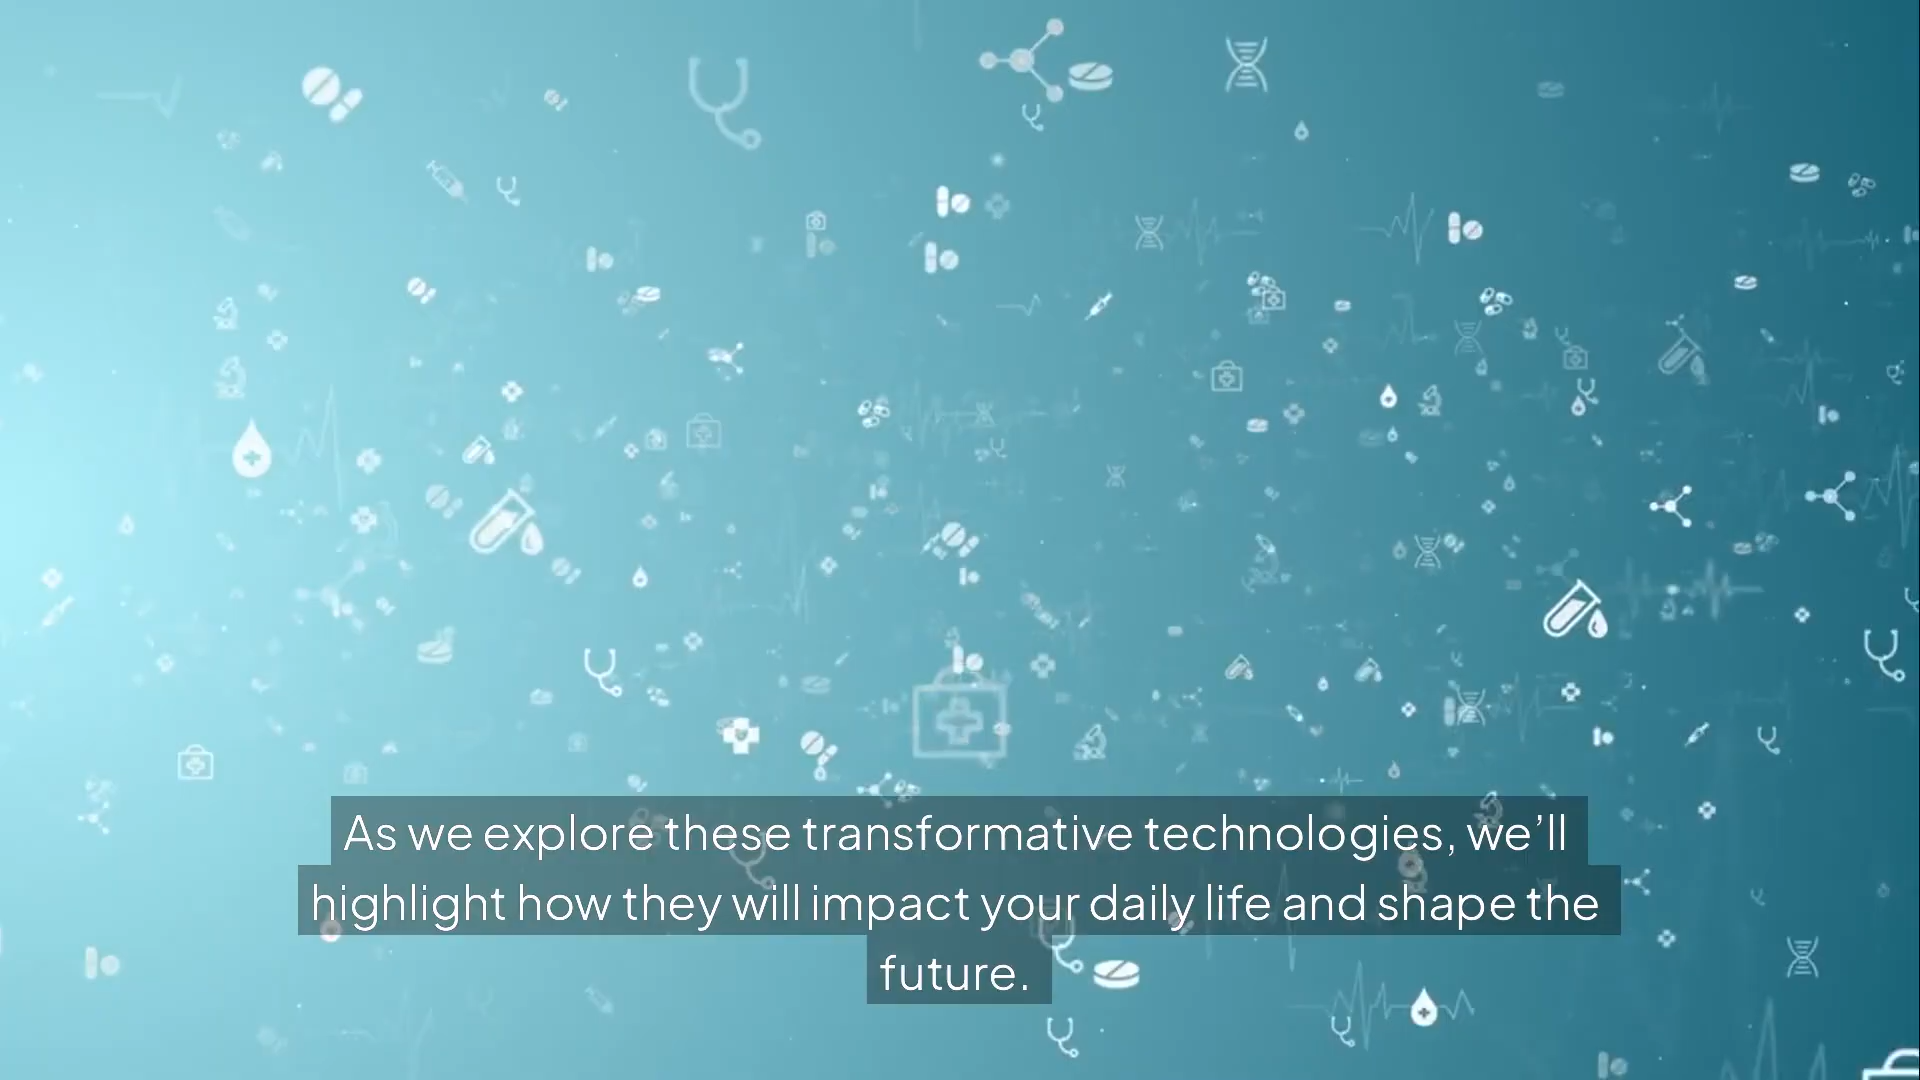 As we explore these transformative technologies, we’ll
highlight how they will impact your daily life and shape the
future.